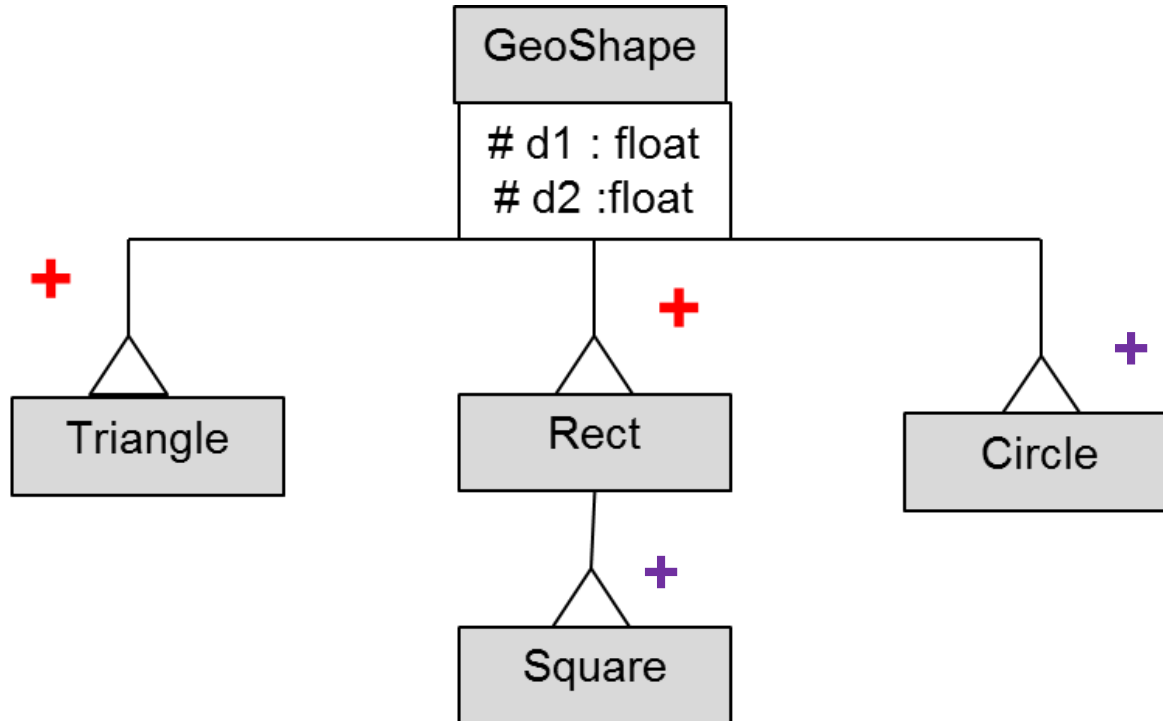 GeoShape
# d1 : float
# d2 :float
+
+
+
Triangle
Rect
Circle
+
Square